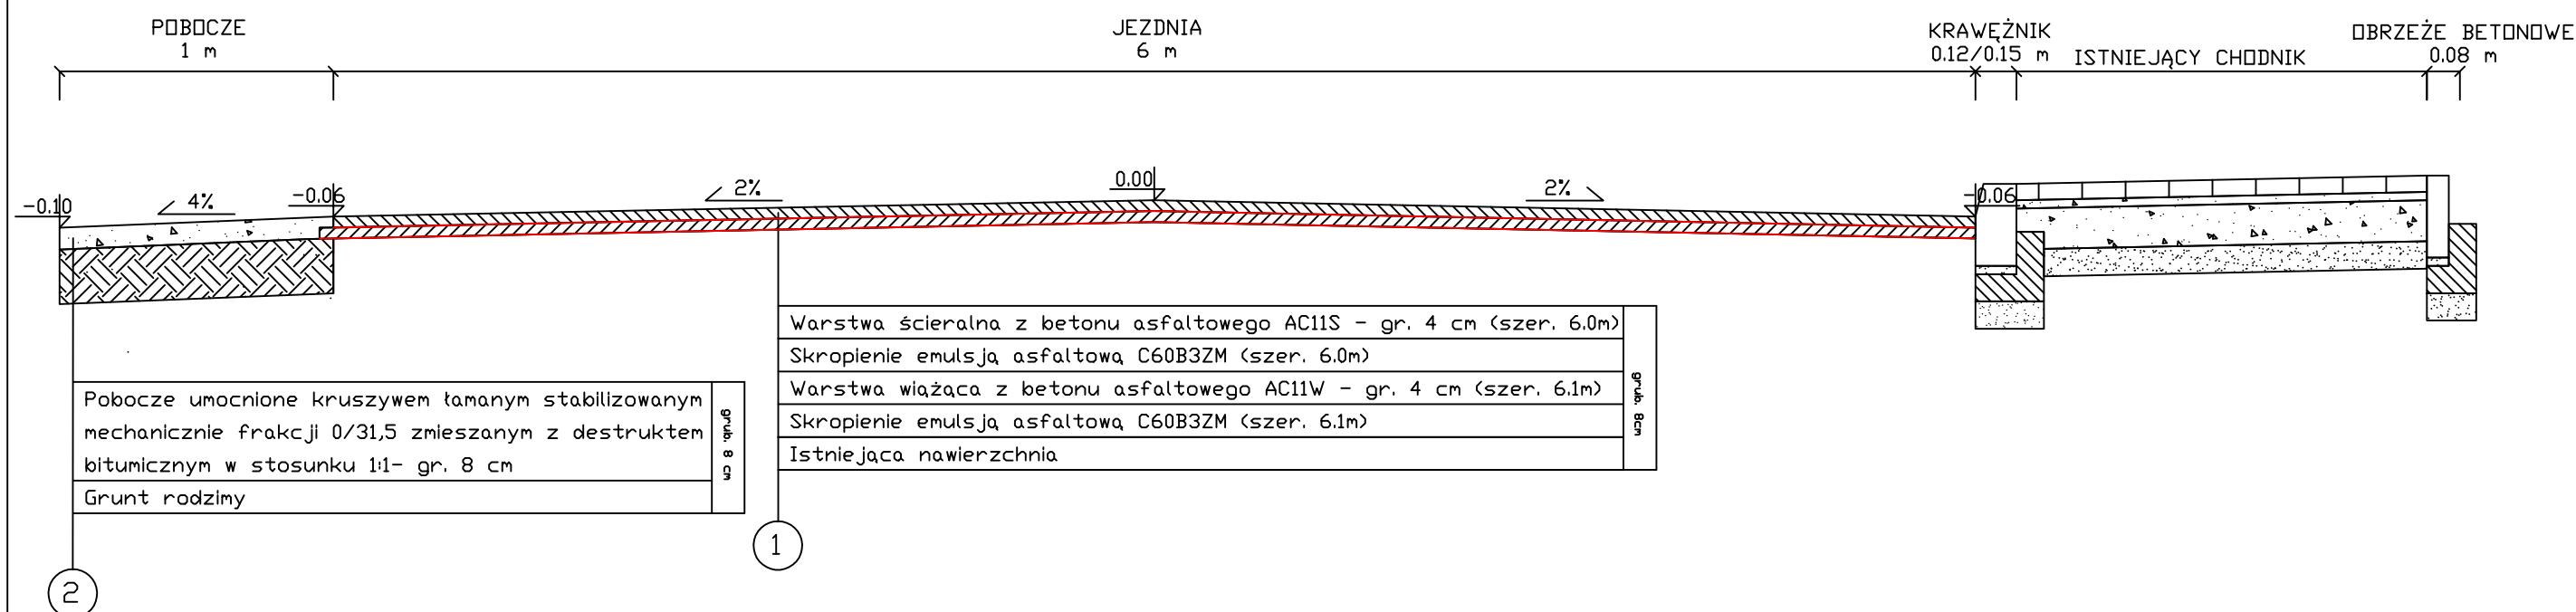 POBOCZE
1 m
JEZDNIA
6 m
KRAWĘŻNIK
0.12/0.15 m
ISTNIEJĄCY CHODNIK
OBRZEŻE BETONOWE
0.08 m
-0.10
4%
-0.06
2%
0.00
2%
-0.06
Warstwa ścieralna z betonu asfaltowego AC11S - gr. 4 cm (szer. 6.0m)
Skropienie emulsją asfaltową C60B3ZM (szer. 6.0m)
Warstwa wiążąca z betonu asfaltowego AC11W - gr. 4 cm (szer. 6.1m)
Skropienie emulsją asfaltową C60B3ZM (szer. 6.1m)
Istniejąca nawierzchnia
grub. 8cm
Pobocze umocnione kruszywem łamanym stabilizowanym
mechanicznie frakcji 0/31,5 zmieszanym z destruktem
bitumicznym w stosunku 1:1- gr. 8 cm
Grunt rodzimy
grub. 8 cm
1
2